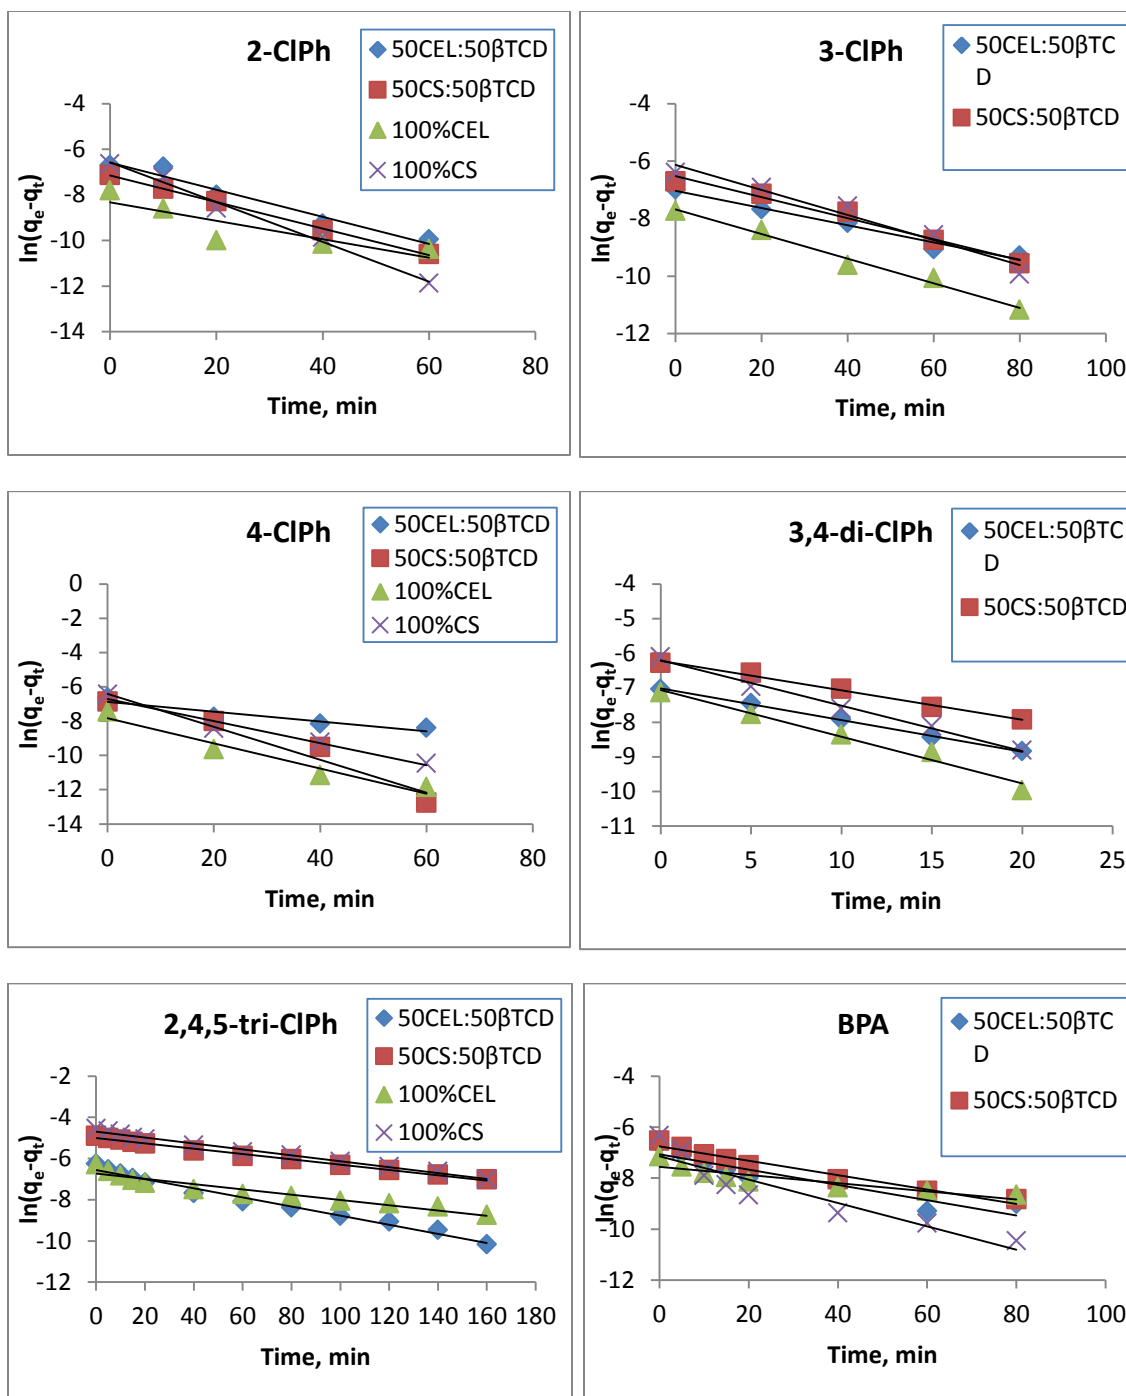 2-ClPh
50CEL:50βTCD
50CS:50βTCD
100%CEL
100%CS
-4
-6
-8
-10
-12
-14
0
20
40
60
80
ln(qe-qt)
Time, min
3-ClPh
50CEL:50βTC
D
50CS:50βTCD
-4
-6
-8
-10
-12
0
20
40
60
80
100
ln(qe-qt)
Time, min
4-ClPh
50CEL:50βTCD
50CS:50βTCD
100%CEL
100%CS
0
-2
-4
-6
-8
-10
-12
-14
0
20
40
60
80
ln(qe-qt)
Time, min
3,4-di-ClPh
50CEL:50βTC
D
50CS:50βTCD
-4
-5
-6
-7
-8
-9
-10
-11
0
5
10
15
20
25
ln(qe-qt)
Time, min
2,4,5-tri-ClPh
50CEL:50βTCD
50CS:50βTCD
100%CEL
100%CS
-2
-4
-6
-8
-10
-12
0
20
40
60
80
100
120
140
160
180
ln(qe-qt)
Time, min
BPA
50CEL:50βTC
D
50CS:50βTCD
-4
-6
-8
-10
-12
0
20
40
60
80
100
ln(qe-qt)
Time, min